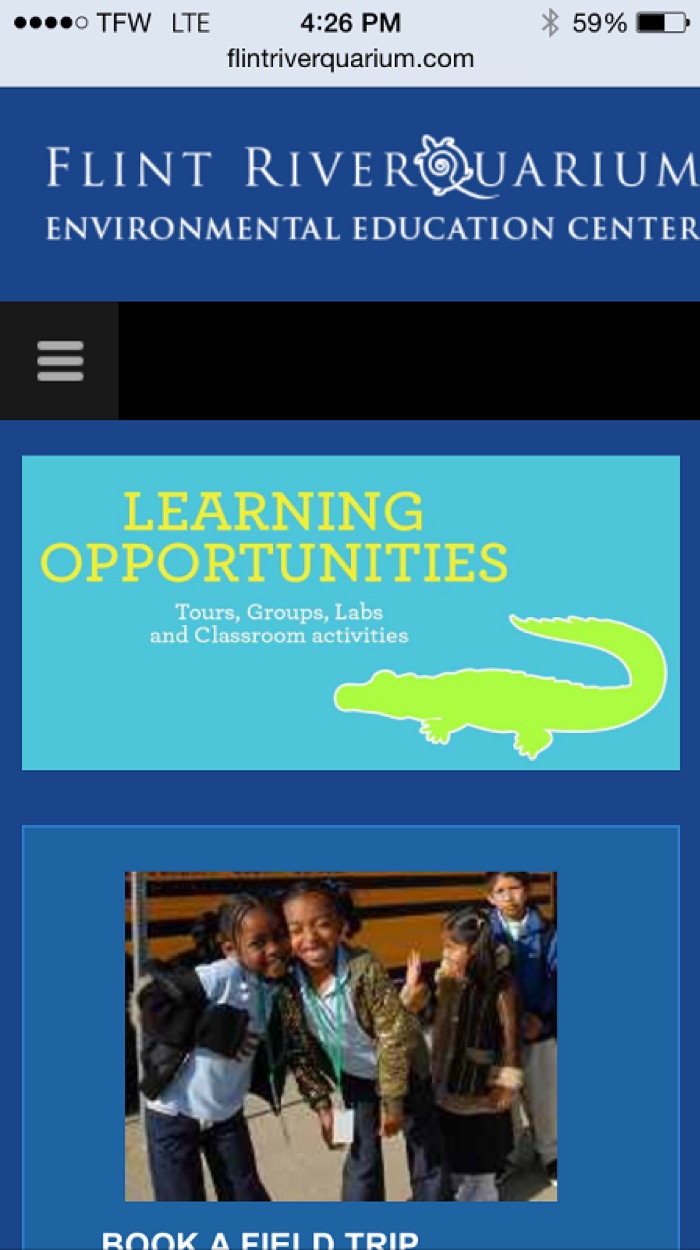 TFW LTE 4:26 PM 59%
flintriverquarium.com
FLINT RIVERQUARIUM
ENVIRONMENTAL EDUCATION CENTER
LEARNING
OPPORTUNITIES
Tours, Groups, Labs
and Classroom activities
BOOK A FIELD TRIP